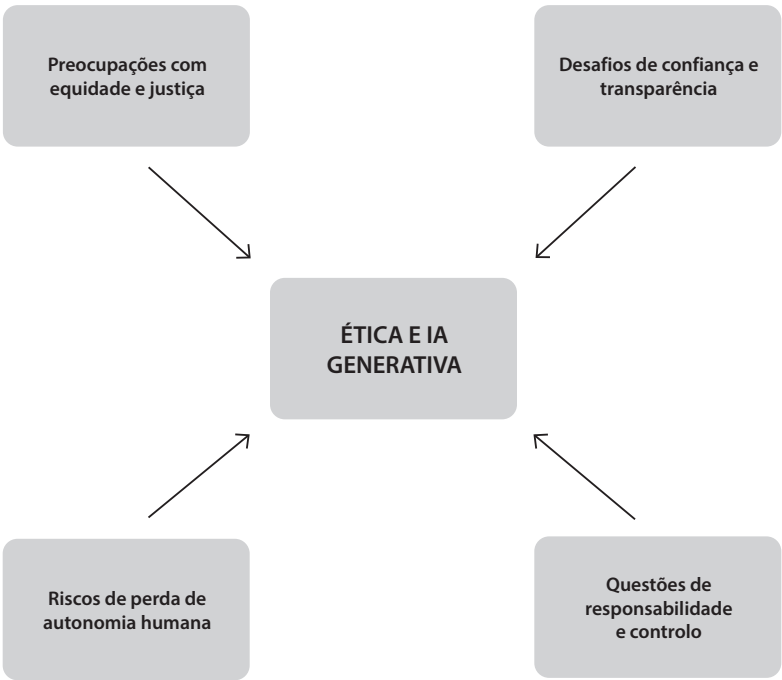 Preocupações com
equidade e justiça
Desafios de confiança e
transparência
ÉTICA E IA
GENERATIVA
Riscos de perda de
autonomia humana
Questões de
responsabilidade
e controlo